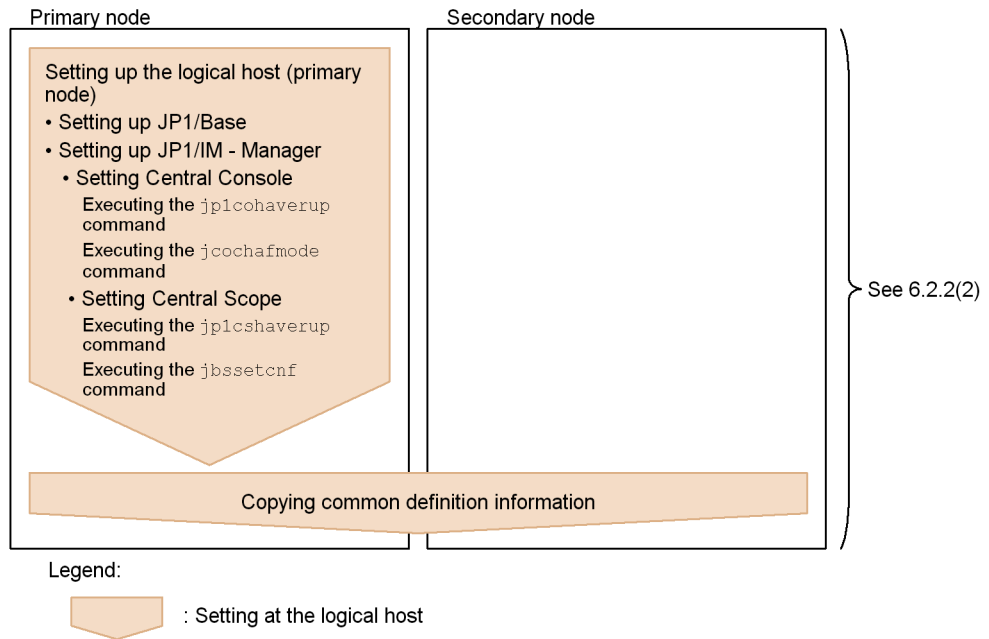 Primary node
Secondary node
Setting up the logical host (primary
node)
• Setting up JP1/Base
• Setting up JP1/IM - Manager
• Setting Central Console
Executing the jp1cohaverup
command
Executing the jcochafmode
command
• Setting Central Scope
Executing the jp1cshaverup
command
Executing the jbssetcnf
command
See 6.2.2(2)
Copying common definition information
Legend:
: Setting at the logical host